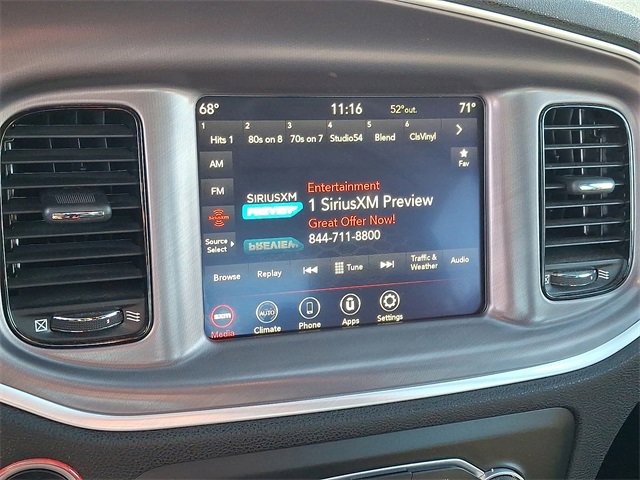 68° 11:16 52°out. 71°
1 2 3 4 5 6
Hits 1 80s on 8 70s on 7 Studio54 Blend ClsVinyl
AM
Fav
FM
SIRIUSXM
PREVIEW
Entertainment
1 SiriusXM Preview
Great Offer Now!
844-711-8800
PREVIEW
Source
Select
Browse Replay Tune Traffic & Weather Audio
SXM AUTO
Media Climate Phone Apps Settings